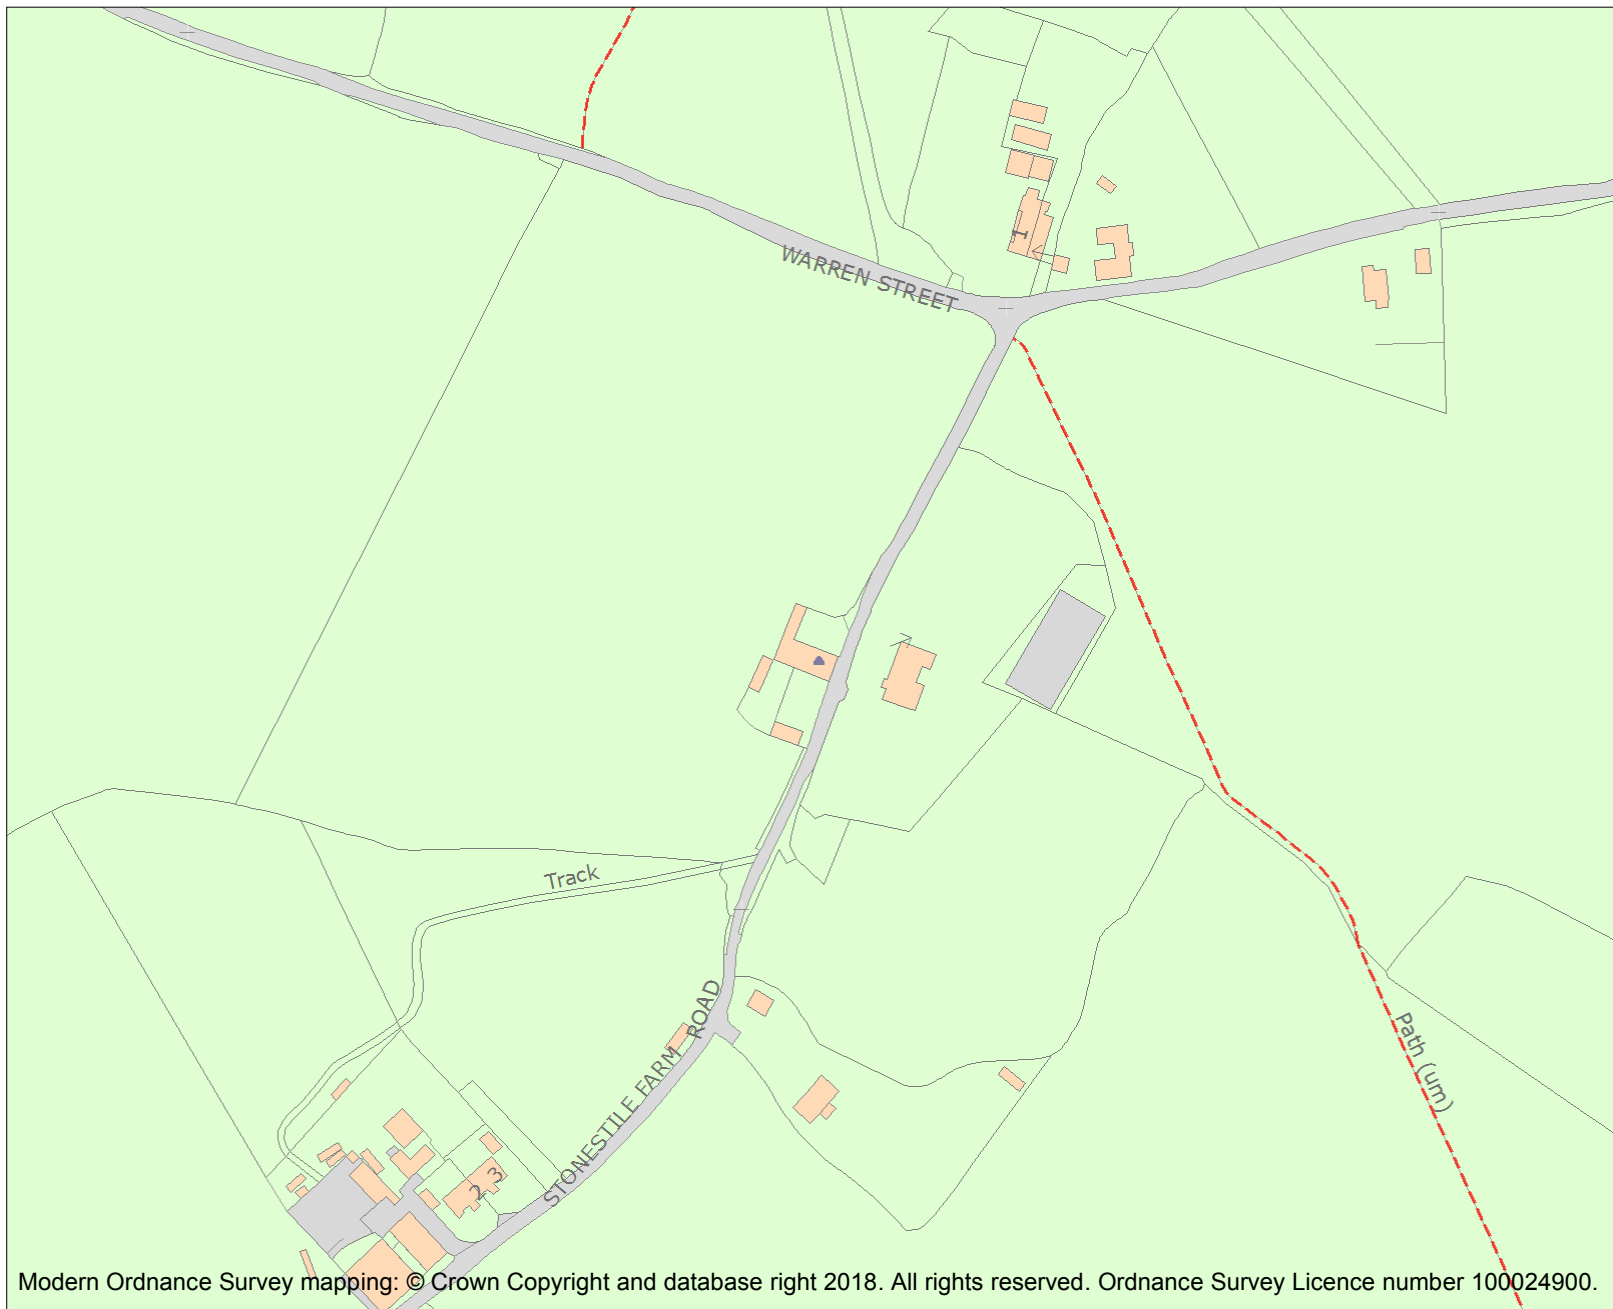 1
WARREN STREET
Track
STONESTILE FARM ROAD
Path (um)
2 3
Modern Ordnance Survey mapping: © Crown Copyright and database right 2018. All rights reserved. Ordnance Survey Licence number 100024900.